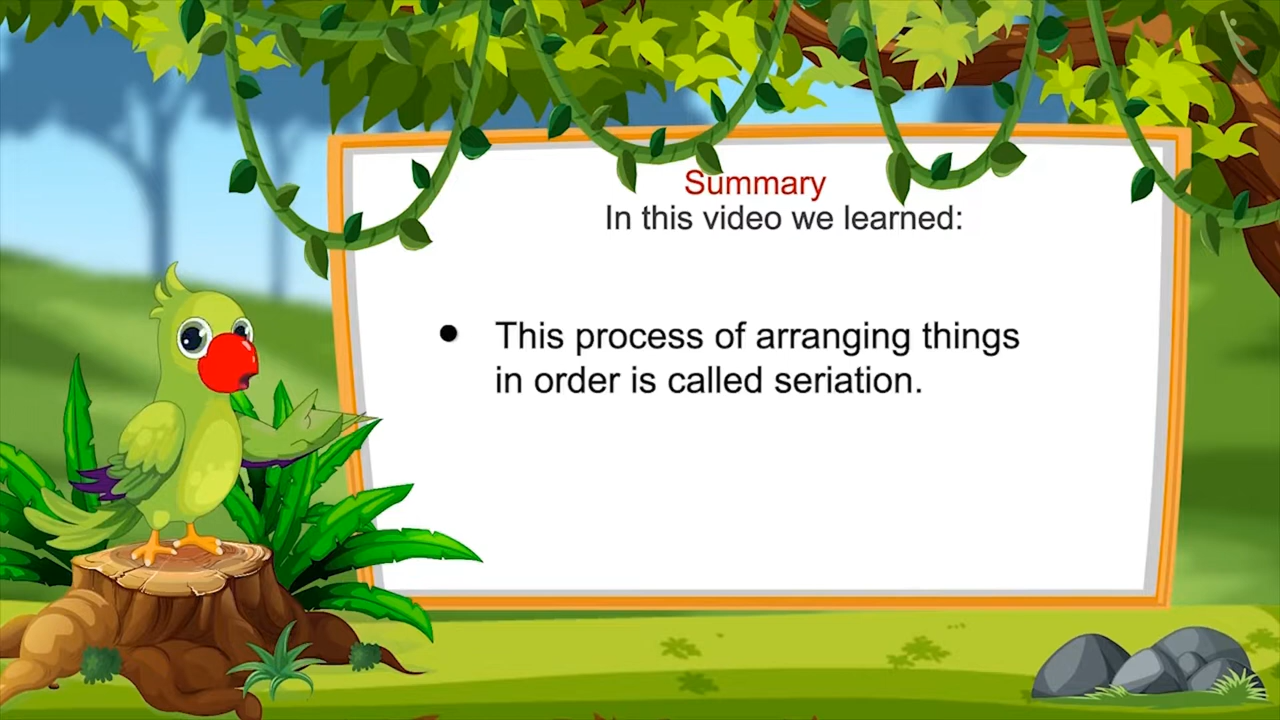 Summary
In this video we learned:
● This process of arranging things
in order is called seriation.